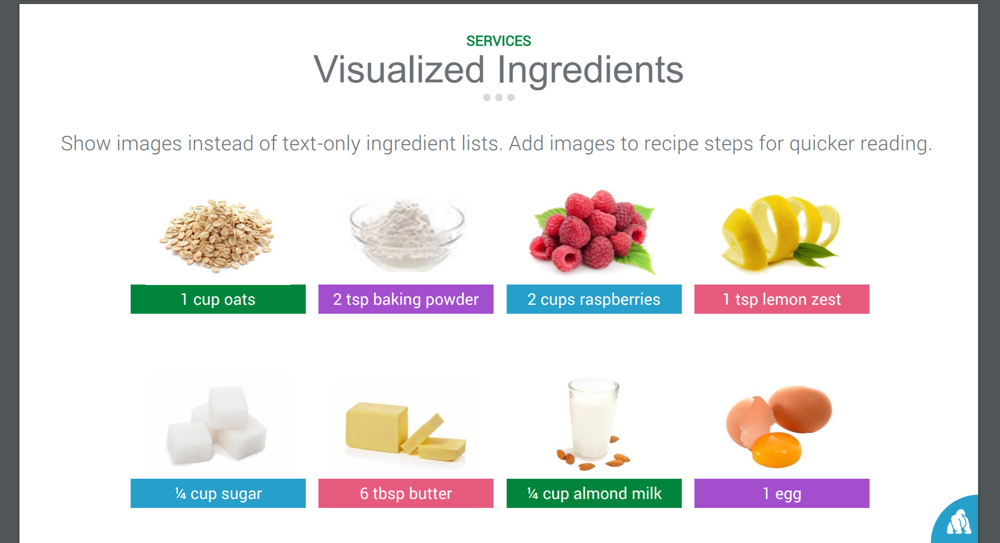 SERVICES
Visualized Ingredients
Show images instead of text-only ingredient lists. Add images to recipe steps for quicker reading.
1 cup oats
2 tsp baking powder
2 cups raspberries
1 tsp lemon zest
¼ cup sugar
6 tbsp butter
¼ cup almond milk
1 egg